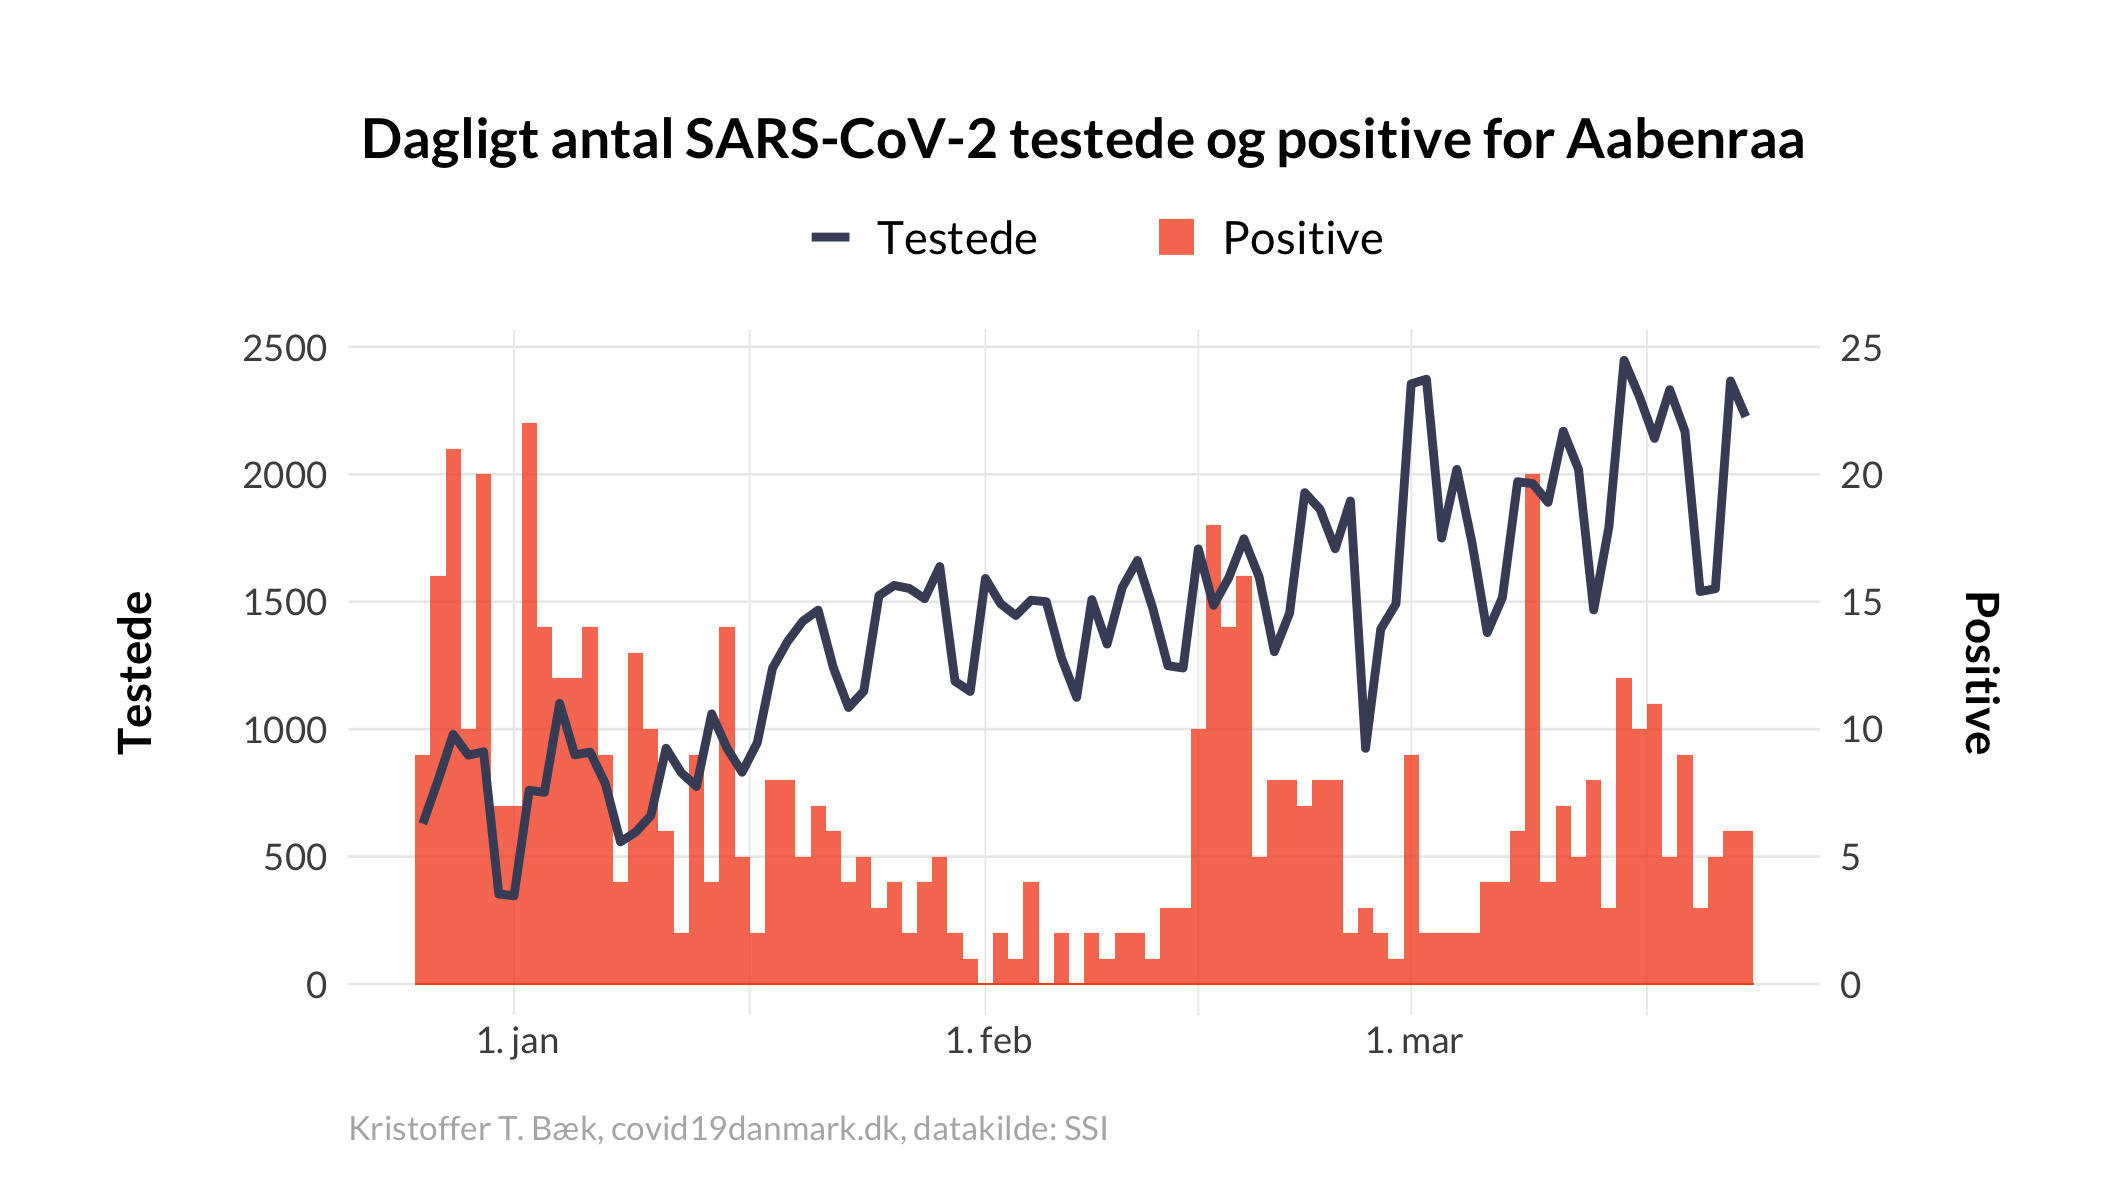 Dagligt antal SARS-CoV-2 testede og positive for Aabenraa
Testede
Positive
2500
2000
1500
1000
500
0
25
20
15
10
5
0
Testede
Positive
1. jan
1. feb
1. mar
Kristoffer T. Bæk, covid19danmark.dk, datakilde: SSI